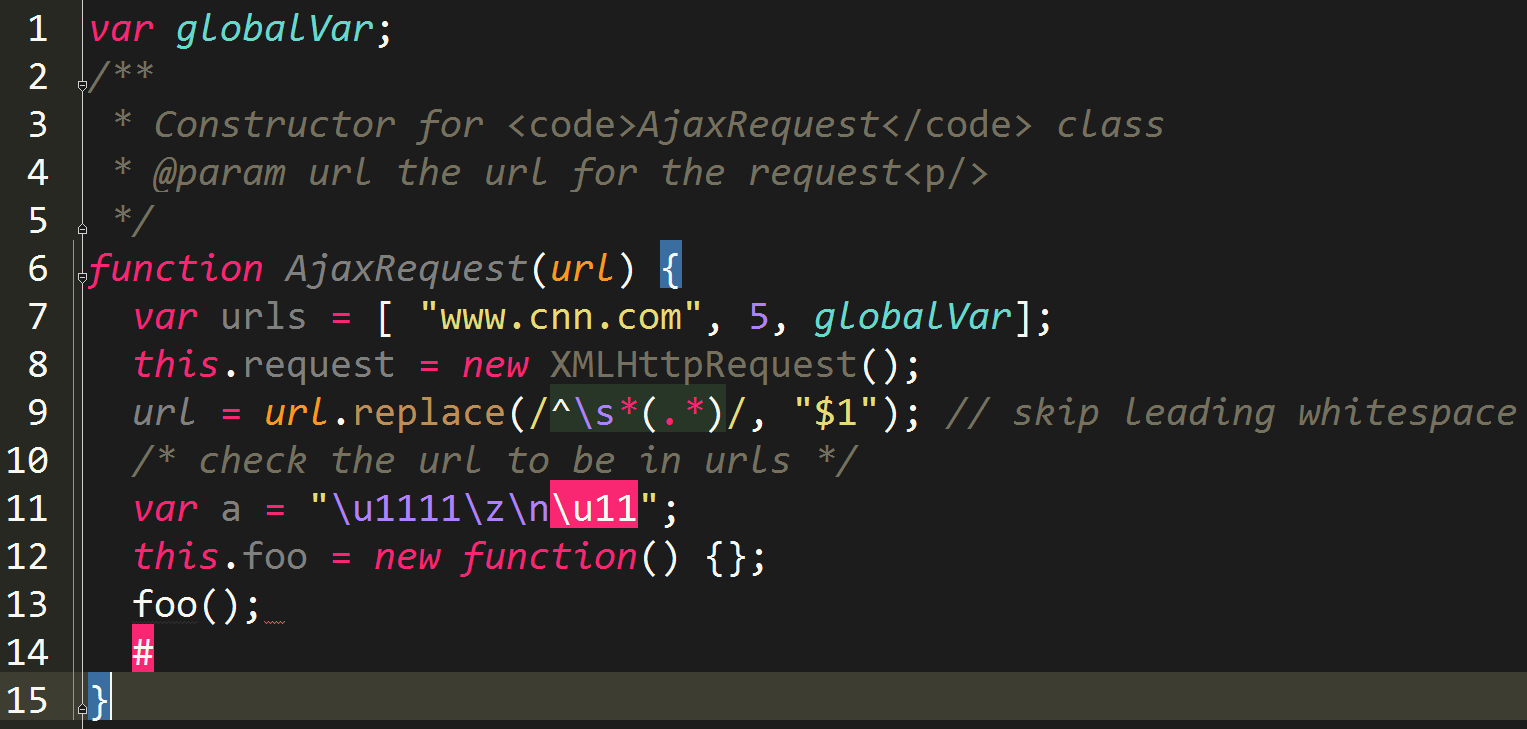 1 var globalVar;
2 /**
3  * Constructor for <code>AjaxRequest</code> class
4  * @param url the url for the request<p/>
5  */
6 function AjaxRequest(url) {
7   var urls = [ "www.cnn.com", 5, globalVar];
8   this.request = new XMLHttpRequest();
9   url = url.replace(/^\s*(.*)/, "$1"); // skip leading whitespace
10   /* check the url to be in urls */
11   var a = "\u1111\z\n\u11";
12   this.foo = new function() {};
13   foo();
14   #
15 }